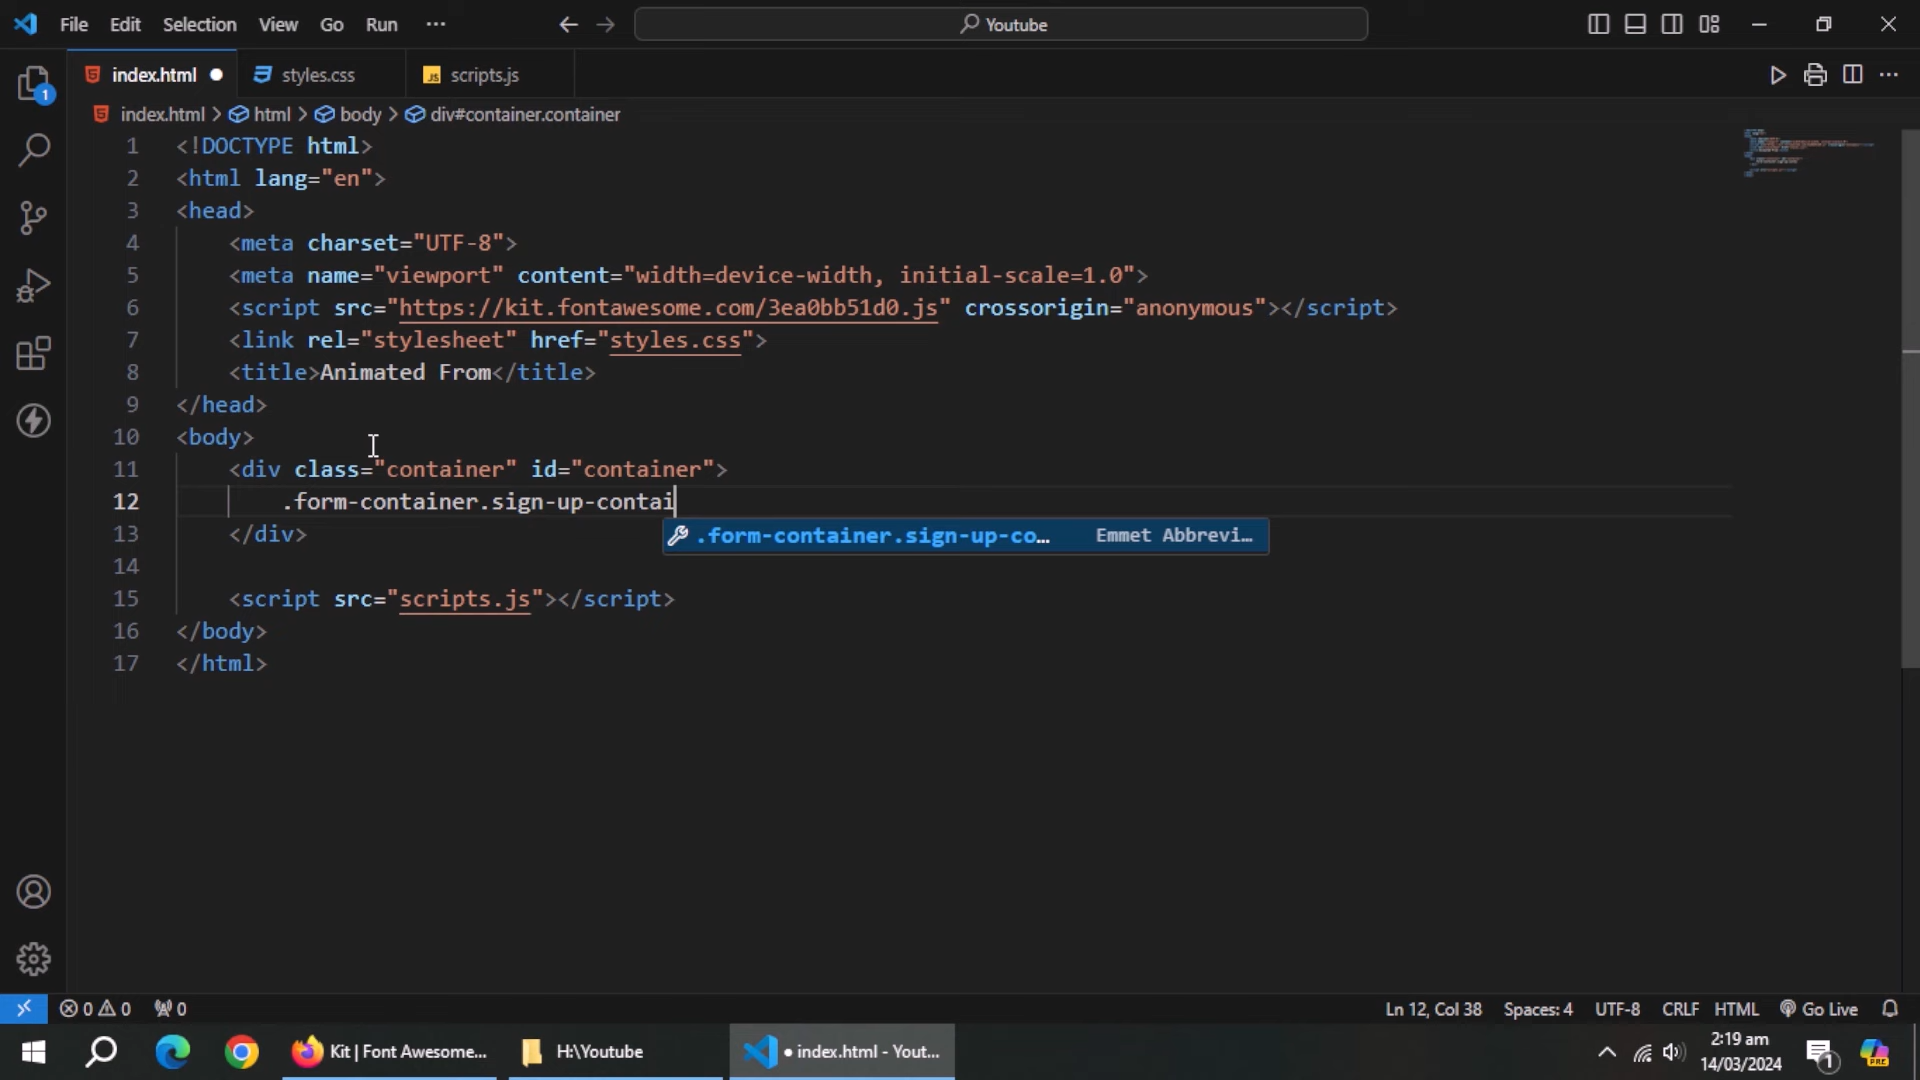 File Edit Selection View Go Run ··· Youtube
index.html styles.css JS scripts.js
index.html > html > body > div#container.container
1 <!DOCTYPE html>
2 <html lang="en">
3 <head>
4 <meta charset="UTF-8">
5 <meta name="viewport" content="width=device-width, initial-scale=1.0">
6 <script src="https://kit.fontawesome.com/3ea0bb51d0.js" crossorigin="anonymous"></script>
7 <link rel="stylesheet" href="styles.css">
8 <title>Animated From</title>
9 </head>
10 <body>
11 <div class="container" id="container">
12 .form-container.sign-up-contai
.form-container.sign-up-co… Emmet Abbrevi…
13 </div>
14
15 <script src="scripts.js"></script>
16 </body>
17 </html>
1
0 0 0 Ln 12, Col 38 Spaces: 4 UTF-8 CRLF HTML Go Live
Kit | Font Awesome... H:\Youtube ● index.html - Yout... 2:19 am
14/03/2024 1 PRE